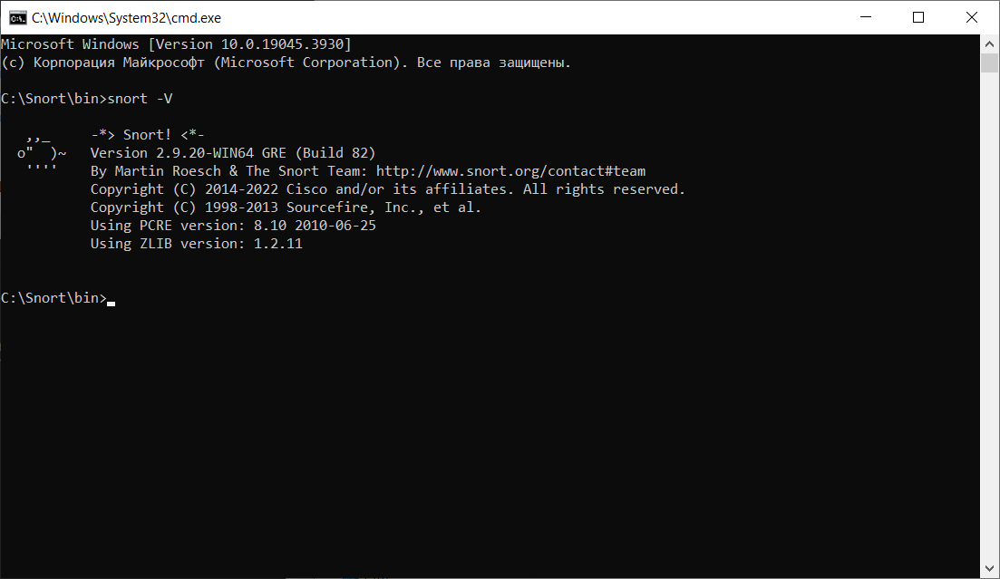 C:\Windows\System32\cmd.exe
Microsoft Windows [Version 10.0.19045.3930]
(c) Корпорация Майкрософт (Microsoft Corporation). Все права защищены.
C:\Snort\bin>snort -V
   ,,_     -*> Snort! <*-
  o"  )~   Version 2.9.20-WIN64 GRE (Build 82)
   ''''    By Martin Roesch & The Snort Team: http://www.snort.org/contact#team
           Copyright (C) 2014-2022 Cisco and/or its affiliates. All rights reserved.
           Copyright (C) 1998-2013 Sourcefire, Inc., et al.
           Using PCRE version: 8.10 2010-06-25
           Using ZLIB version: 1.2.11
C:\Snort\bin>